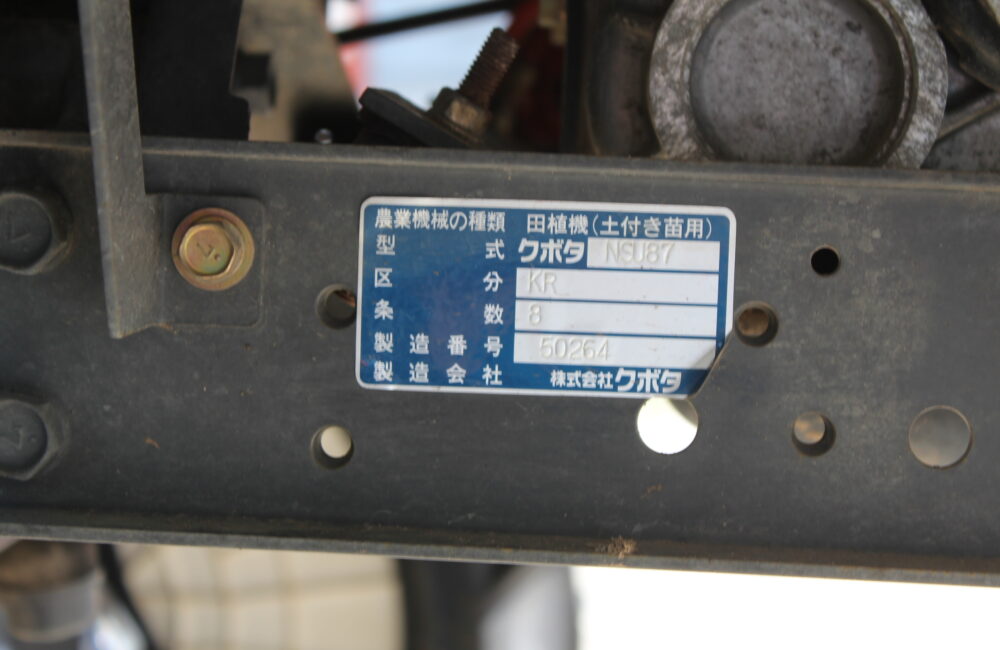 農業機械の種類 田植機(土付き苗用)
型式 クボタ NSU87
区分 KR
条数 8
製造番号 50264
製造会社 株式会社クボタ